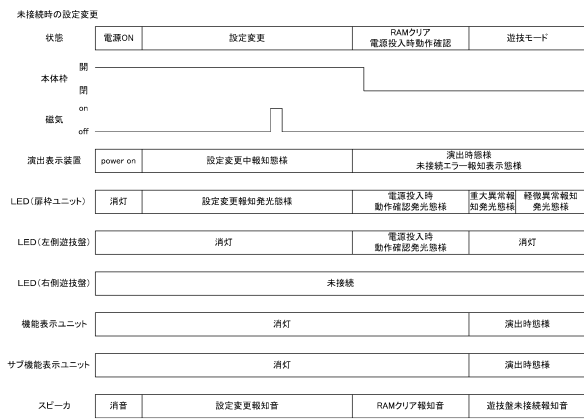 未接続時の設定変更
状態 電源ON 設定変更 RAMクリア 遊技モード
電源投入時動作確認
本体枠 開
閉
磁気 on
off
演出表示装置 power on 設定変更中報知態様 演出時態様
未接続エラー報知表示態様
LED(扉枠ユニット) 消灯 設定変更報知発光態様 電源投入時 重大異常報 軽微異常報知
動作確認発光態様 知発光態様 発光態様
LED(左側遊技盤) 消灯 電源投入時 消灯
動作確認発光態様
LED(右側遊技盤) 未接続
機能表示ユニット 消灯 演出時態様
サブ機能表示ユニット 消灯 演出時態様
スピーカ 消音 設定変更報知音 RAMクリア報知音 遊技盤未接続報知音